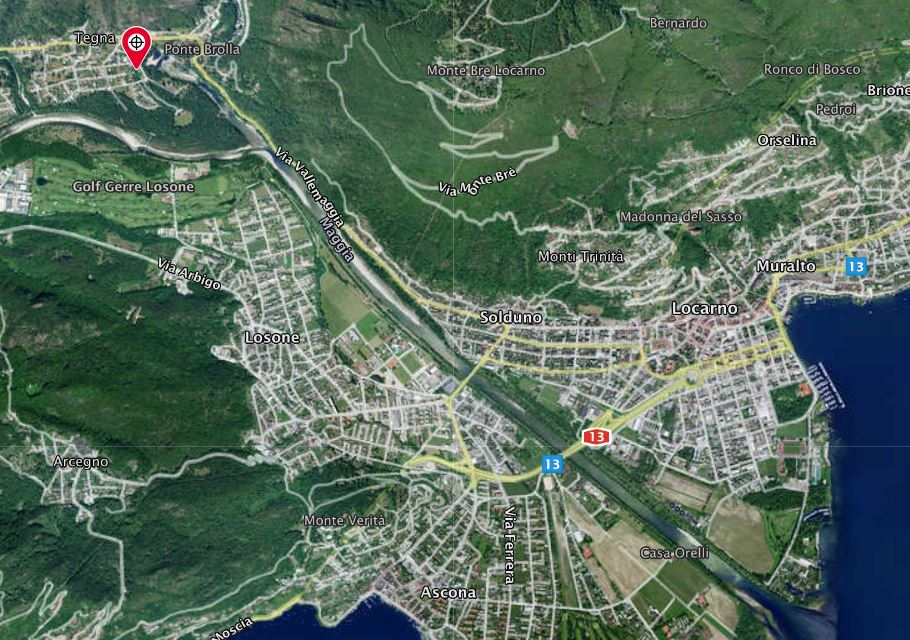 Bernardo
Tegna
Ponte Brolla
Monte Bre Locarno
Ronco di Bosco
Brione
Pedroi
Orselina
Via Vallemaggia
Golf Gerre Losone
Via Monte Brè
Madonna del Sasso
Maggia
Monti Trinità
Muralto
13
Via Arbigo
Locarno
Solduno
Losone
13
Arcegno
13
Monte Verità
Via Ferrera
Casa Orelli
Ascona
Moscia